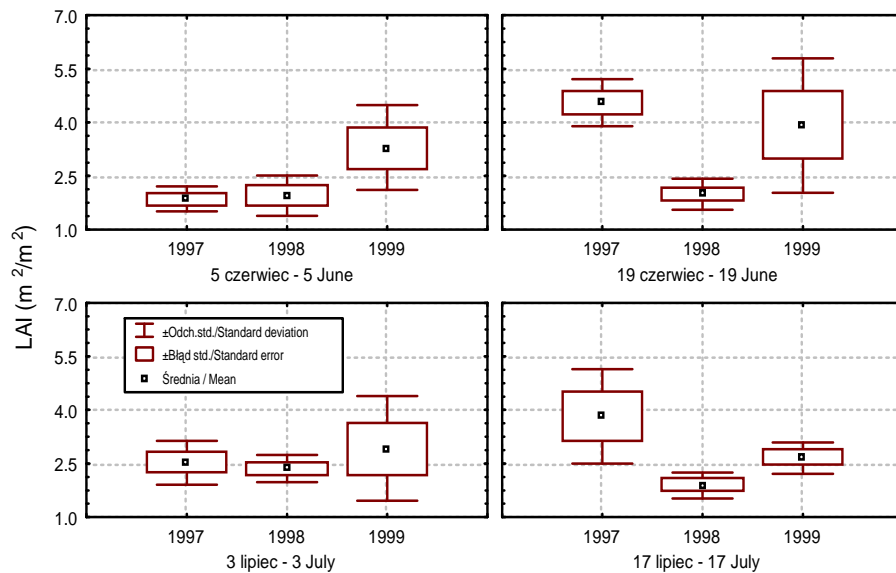 LAI (m²/m²)
7.0
5.5
4.0
2.5
1.0
1997 1998 1999
5 czerwiec - 5 June
1997 1998 1999
19 czerwiec - 19 June
7.0
5.5
4.0
2.5
1.0
±Odch.std./Standard deviation
±Błąd std./Standard error
Średnia / Mean
1997 1998 1999
3 lipiec - 3 July
1997 1998 1999
17 lipiec - 17 July